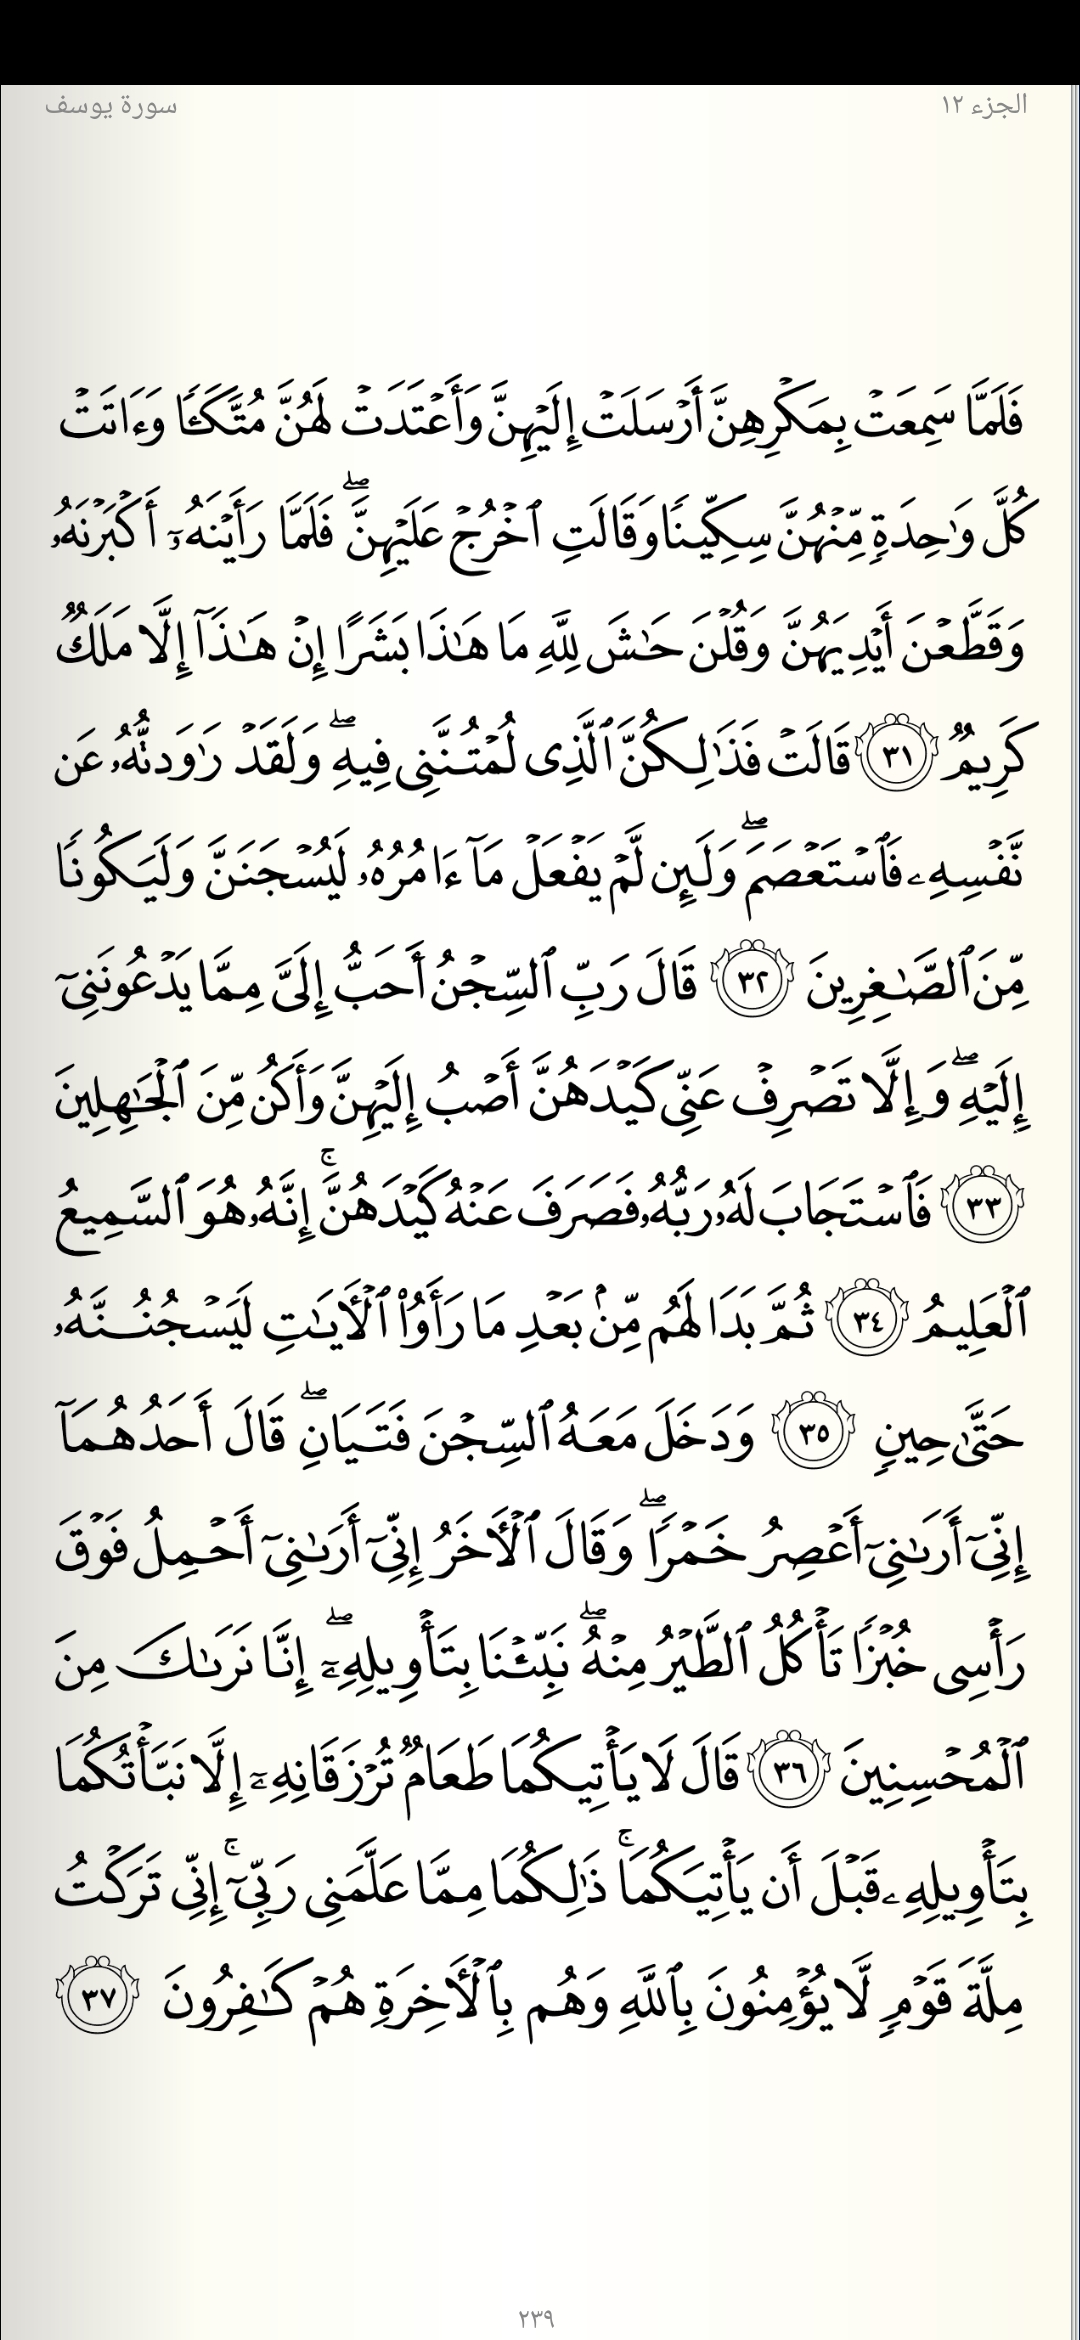 الجزء ١٢
سورة يوسف
فَلَمَّا سَمِعَتۡ بِمَكۡرِهِنَّ أَرۡسَلَتۡ إِلَيۡهِنَّ وَأَعۡتَدَتۡ لَهُنَّ مُتَّكَـٔٗا وَءَاتَتۡ
كُلَّ وَٰحِدَةٖ مِّنۡهُنَّ سِكِّينٗا وَقَالَتِ ٱخۡرُجۡ عَلَيۡهِنَّۖ فَلَمَّا رَأَيۡنَهُۥٓ أَكۡبَرۡنَهُۥ
وَقَطَّعۡنَ أَيۡدِيَهُنَّ وَقُلۡنَ حَٰشَ لِلَّهِ مَا هَٰذَا بَشَرًا إِنۡ هَٰذَآ إِلَّا مَلَكٞ
كَرِيمٞ ٣١ قَالَتۡ فَذَٰلِكُنَّ ٱلَّذِي لُمۡتُنَّنِي فِيهِۖ وَلَقَدۡ رَٰوَدتُّهُۥ عَن
نَّفۡسِهِۦ فَٱسۡتَعۡصَمَۖ وَلَئِن لَّمۡ يَفۡعَلۡ مَآ ءَامُرُهُۥ لَيُسۡجَنَنَّ وَلَيَكُونٗا
مِّنَ ٱلصَّٰغِرِينَ ٣٢ قَالَ رَبِّ ٱلسِّجۡنُ أَحَبُّ إِلَيَّ مِمَّا يَدۡعُونَنِيٓ
إِلَيۡهِۖ وَإِلَّا تَصۡرِفۡ عَنِّي كَيۡدَهُنَّ أَصۡبُ إِلَيۡهِنَّ وَأَكُن مِّنَ ٱلۡجَٰهِلِينَ
٣٣ فَٱسۡتَجَابَ لَهُۥ رَبُّهُۥ فَصَرَفَ عَنۡهُ كَيۡدَهُنَّۚ إِنَّهُۥ هُوَ ٱلسَّمِيعُ
ٱلۡعَلِيمُ ٣٤ ثُمَّ بَدَا لَهُم مِّنۢ بَعۡدِ مَا رَأَوُاْ ٱلۡأٓيَٰتِ لَيَسۡجُنُنَّهُۥ
حَتَّىٰ حِينٖ ٣٥ وَدَخَلَ مَعَهُ ٱلسِّجۡنَ فَتَيَانِۖ قَالَ أَحَدُهُمَآ
إِنِّيٓ أَرَىٰنِيٓ أَعۡصِرُ خَمۡرٗاۖ وَقَالَ ٱلۡأٓخَرُ إِنِّيٓ أَرَىٰنِيٓ أَحۡمِلُ فَوۡقَ
رَأۡسِي خُبۡزٗا تَأۡكُلُ ٱلطَّيۡرُ مِنۡهُۖ نَبِّئۡنَا بِتَأۡوِيلِهِۦٓۖ إِنَّا نَرَىٰكَ مِنَ
ٱلۡمُحۡسِنِينَ ٣٦ قَالَ لَا يَأۡتِيكُمَا طَعَامٞ تُرۡزَقَانِهِۦٓ إِلَّا نَبَّأۡتُكُمَا
بِتَأۡوِيلِهِۦ قَبۡلَ أَن يَأۡتِيَكُمَاۚ ذَٰلِكُمَا مِمَّا عَلَّمَنِي رَبِّيٓۚ إِنِّي تَرَكۡتُ
مِلَّةَ قَوۡمٖ لَّا يُؤۡمِنُونَ بِٱللَّهِ وَهُم بِٱلۡأٓخِرَةِ هُمۡ كَٰفِرُونَ ٣٧
٢٣٩